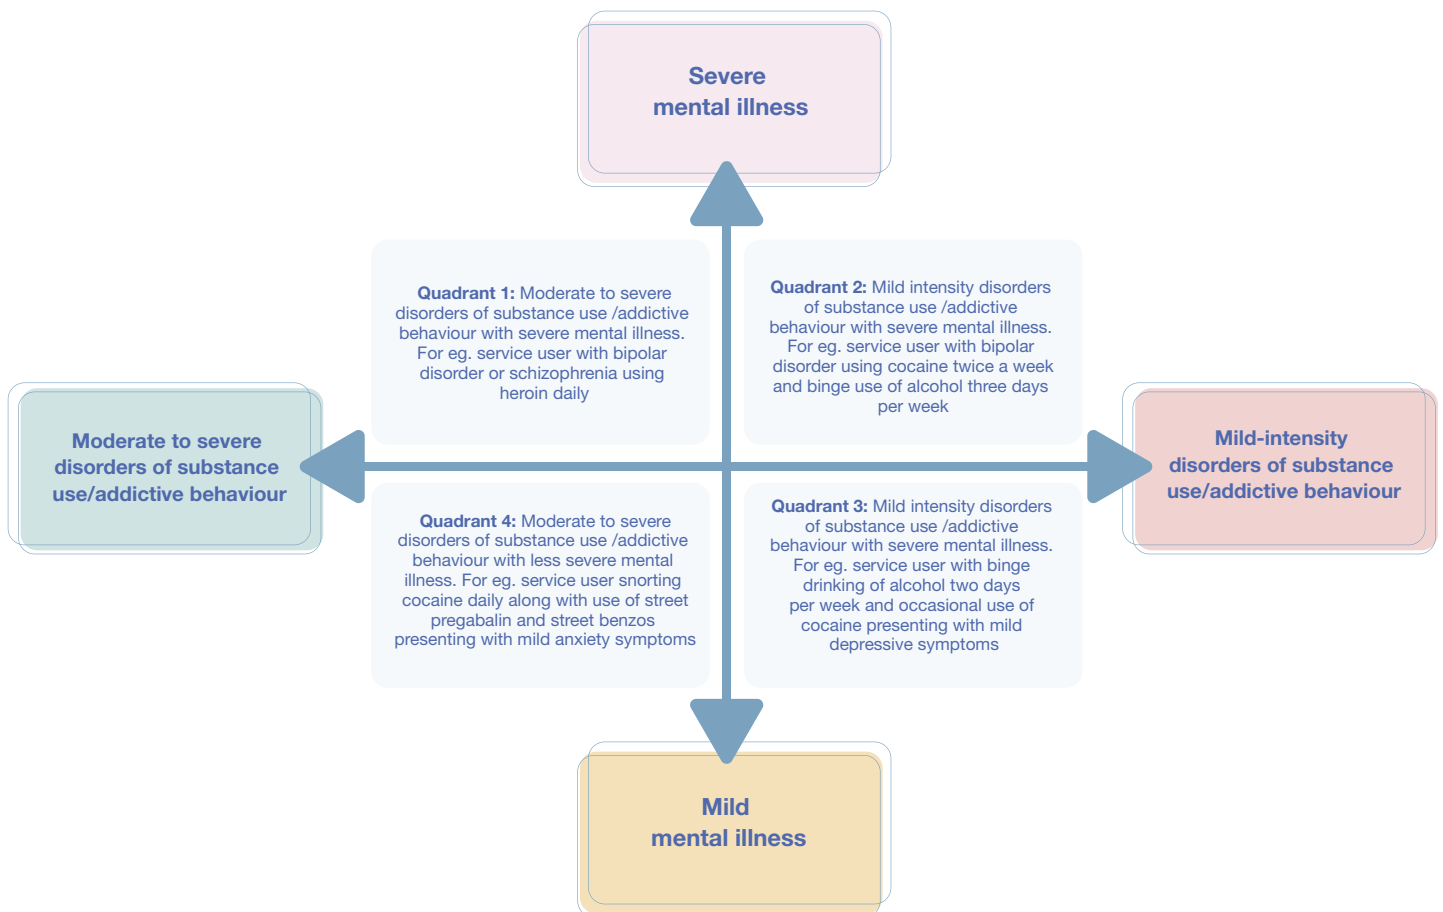 Severe
mental illness
Quadrant 1: Moderate to severe
disorders of substance use /addictive
behaviour with severe mental illness.
For eg. service user with bipolar
disorder or schizophrenia using
heroin daily
Quadrant 2: Mild intensity disorders
of substance use /addictive
behaviour with severe mental illness.
For eg. service user with bipolar
disorder using cocaine twice a week
and binge use of alcohol three days
per week
Moderate to severe
disorders of substance
use/addictive behaviour
Mild-intensity
disorders of substance
use/addictive behaviour
Quadrant 4: Moderate to severe
disorders of substance use /addictive
behaviour with less severe mental
illness. For eg. service user snorting
cocaine daily along with use of street
pregabalin and street benzos
presenting with mild anxiety symptoms
Quadrant 3: Mild intensity disorders
of substance use /addictive
behaviour with severe mental illness.
For eg. service user with binge
drinking of alcohol two days
per week and occasional use of
cocaine presenting with mild
depressive symptoms
Mild
mental illness